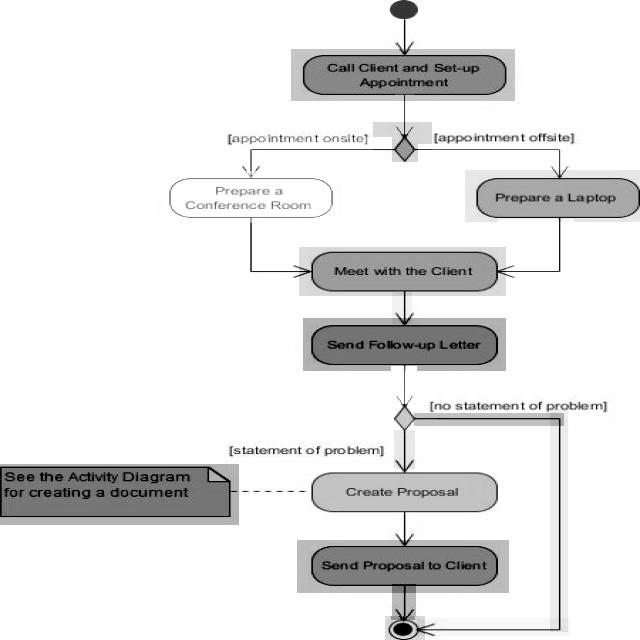 Call Client and Set-up
Appointment
[appointment onsite]
[appointment offsite]
Prepare a
Conference Room
Prepare a Laptop
Meet with the Client
Send Follow-up Letter
[no statement of problem]
[statement of problem]
See the Activity Diagram
for creating a document
Create Proposal
Send Proposal to Client